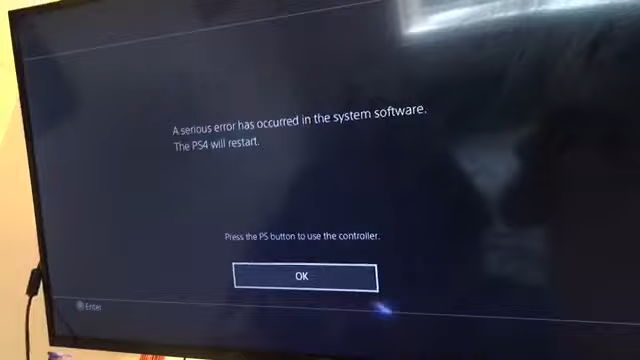 A serious error has occurred in the system software.
The PS4 will restart.
Press the PS button to use the controller.
OK
Enter